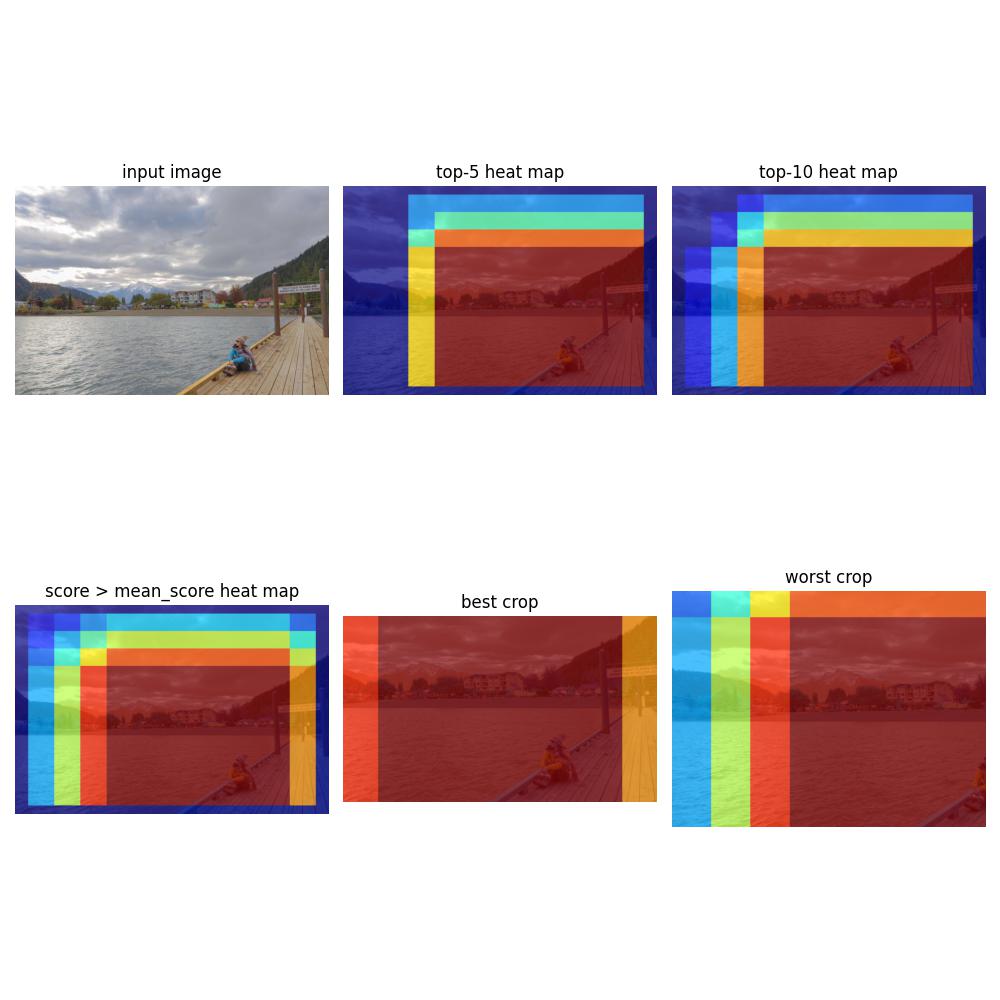 input image
top-5 heat map
top-10 heat map
score > mean_score heat map
best crop
worst crop